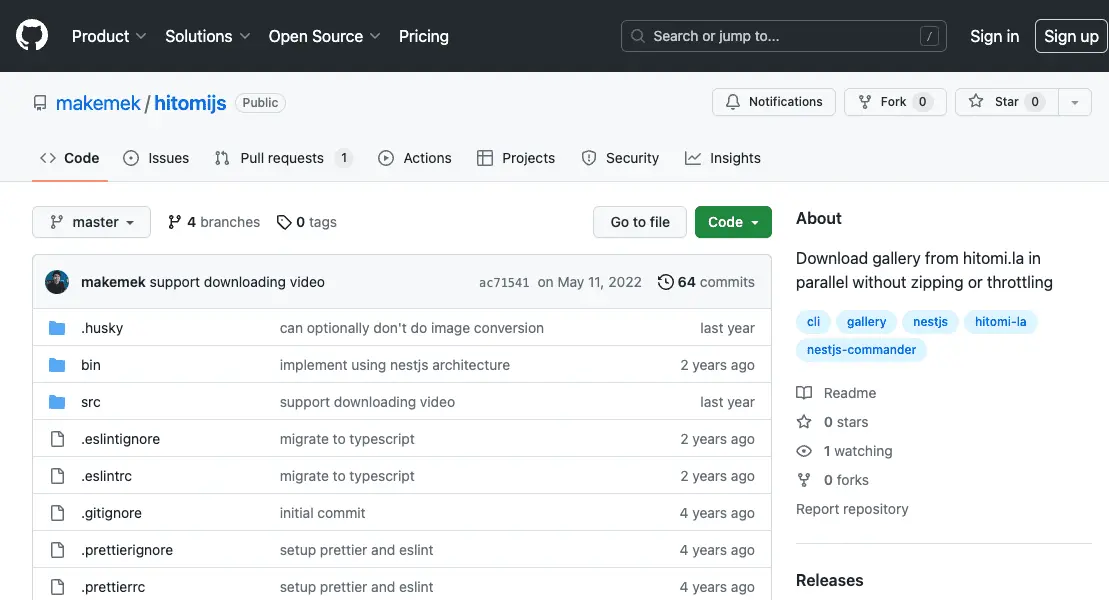 Product Solutions Open Source Pricing Search or jump to... / Sign in Sign up
makemek / hitomijs Public Notifications Fork 0 Star 0
Code Issues Pull requests 1 Actions Projects Security Insights
master 4 branches 0 tags Go to file Code
makemek support downloading video ac71541 on May 11, 2022 64 commits
.husky can optionally don't do image conversion last year
bin implement using nestjs architecture 2 years ago
src support downloading video last year
.eslintignore migrate to typescript 2 years ago
.eslintrc migrate to typescript 2 years ago
.gitignore initial commit 4 years ago
.prettierignore setup prettier and eslint 4 years ago
.prettierrc setup prettier and eslint 4 years ago
About
Download gallery from hitomi.la in
parallel without zipping or throttling
cli gallery nestjs hitomi-la
nestjs-commander
Readme
0 stars
1 watching
0 forks
Report repository
Releases